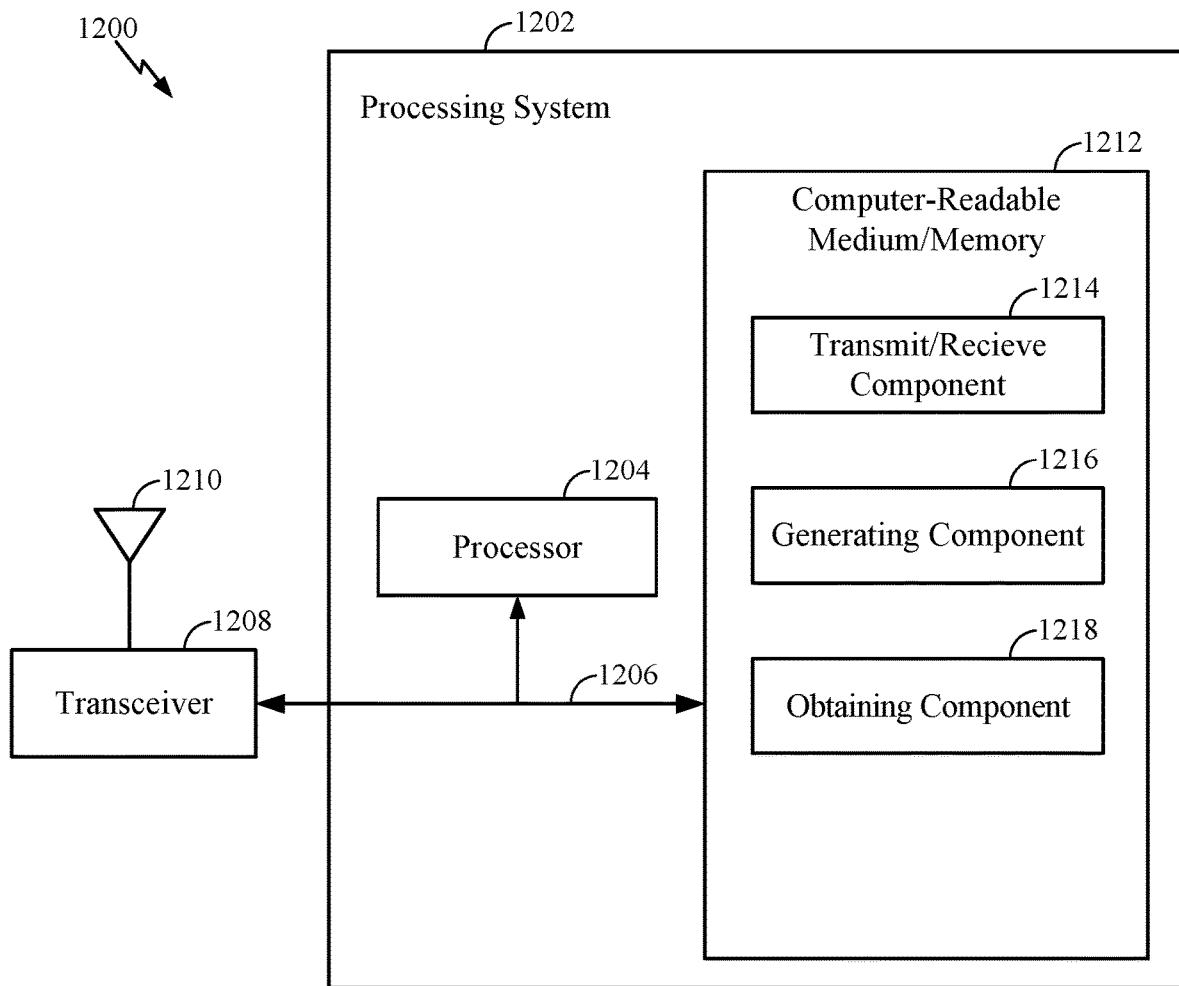 1200
1202
Processing System
1212
Computer-Readable
Medium/Memory
1214
Transmit/Recieve
Component
1204
Processor
1216
Generating Component
1210
1208
Transceiver
1206
1218
Obtaining Component